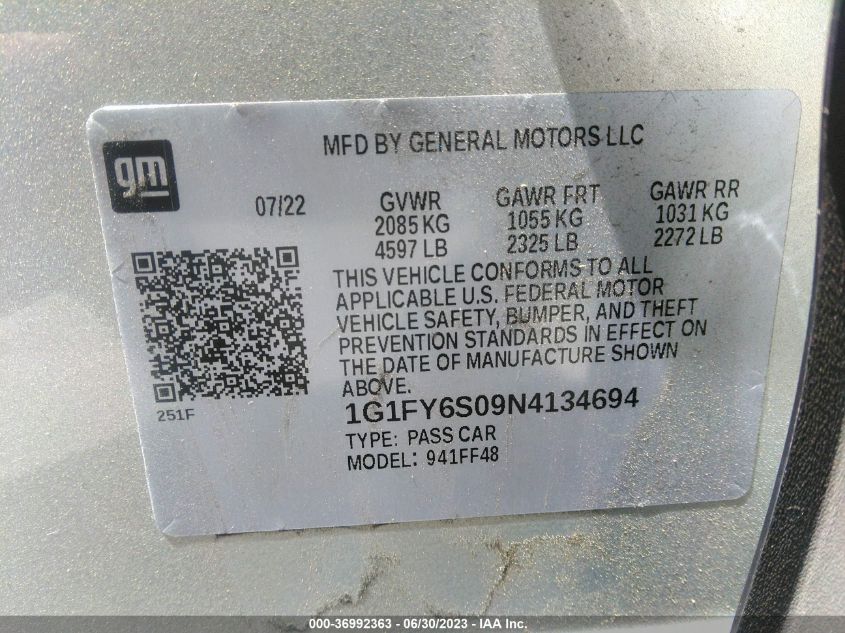 MFD BY GENERAL MOTORS LLC
gm
07/22 GVWR GAWR FRT GAWR RR
2085 KG 1055 KG 1031 KG
4597 LB 2325 LB 2272 LB
THIS VEHICLE CONFORMS TO ALL
APPLICABLE U.S. FEDERAL MOTOR
VEHICLE SAFETY, BUMPER, AND THEFT
PREVENTION STANDARDS IN EFFECT ON
THE DATE OF MANUFACTURE SHOWN
ABOVE.
251F
1G1FY6S09N4134694
TYPE: PASS CAR
MODEL: 941FF48
000-36992363 - 06/30/2023 - IAA Inc.